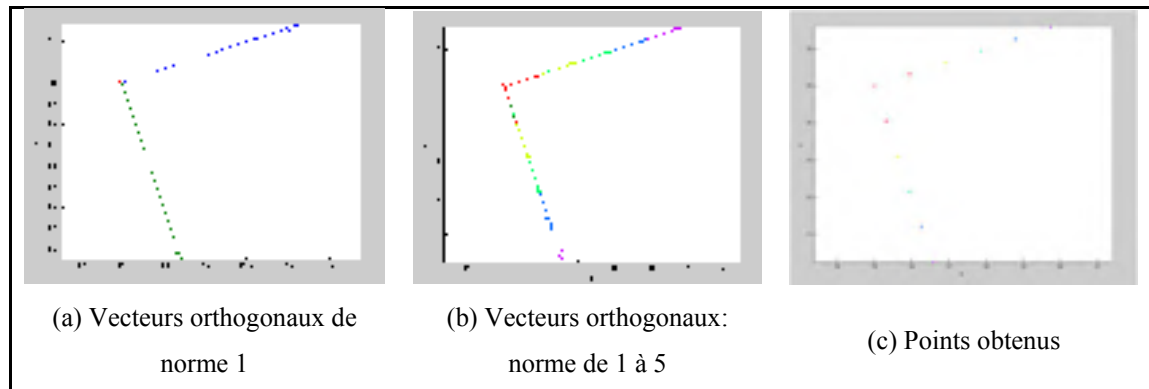 (a) Vecteurs orthogonaux de
norme 1
(b) Vecteurs orthogonaux:
norme de 1 à 5
(c) Points obtenus